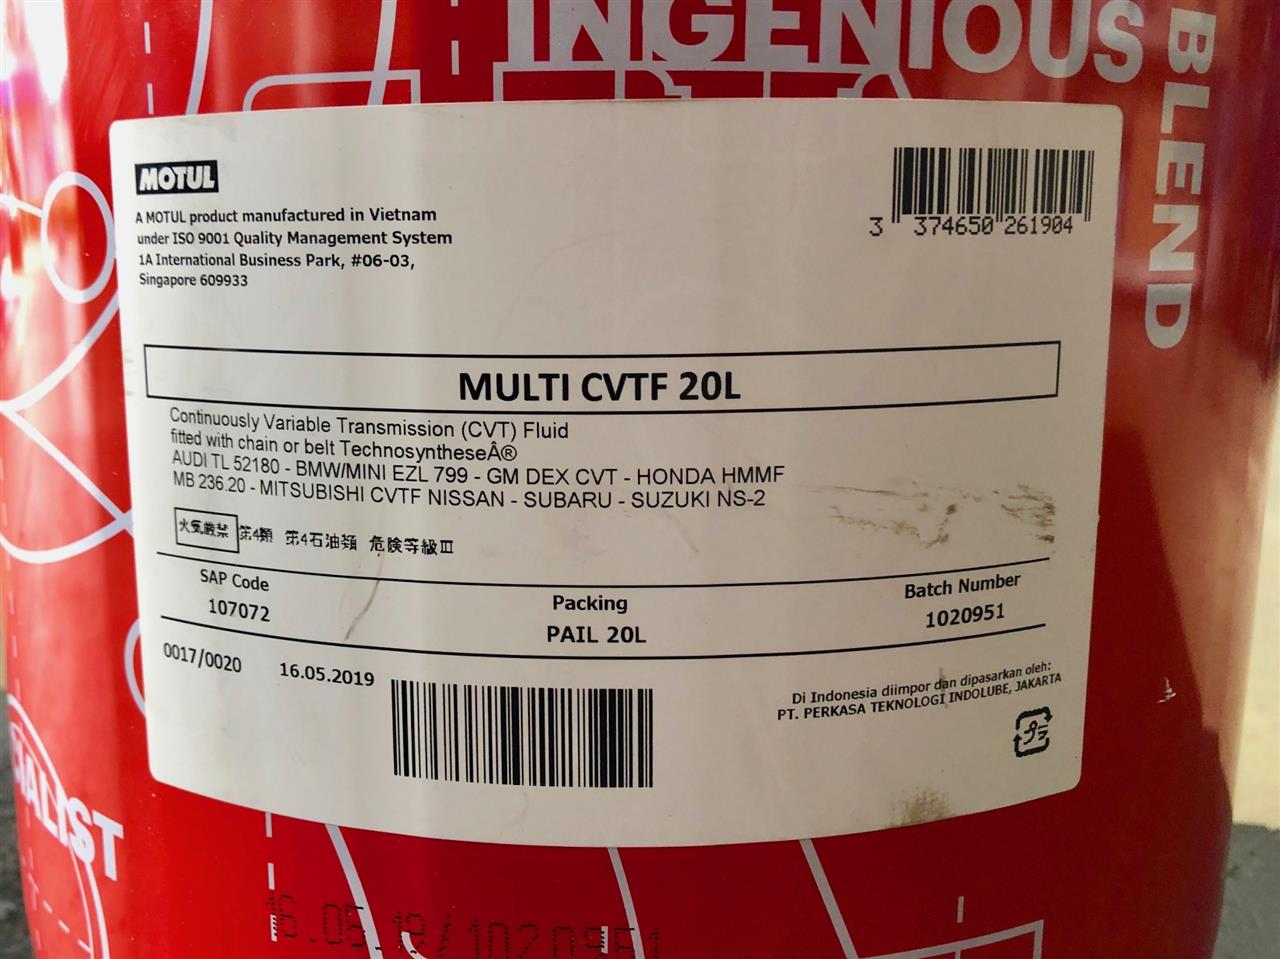 INGENIOUS
BLEND
MOTUL
A MOTUL product manufactured in Vietnam
under ISO 9001 Quality Management System
1A International Business Park, #06-03,
Singapore 609933
3 374650 261904
MULTI CVTF 20L
Continuously Variable Transmission (CVT) Fluid
fitted with chain or belt TechnosyntheseÂ®
AUDI TL 52180 - BMW/MINI EZL 799 - GM DEX CVT - HONDA HMMF
MB 236.20 - MITSUBISHI CVTF NISSAN - SUBARU - SUZUKI NS-2
火気厳禁 第4類 第4石油類 危険等級III
SAP Code
107072
Packing
PAIL 20L
Batch Number
1020951
0017/0020 16.05.2019
Di Indonesia diimpor dan dipasarkan oleh:
PT. PERKASA TEKNOLOGI INDOLUBE, JAKARTA
プラ